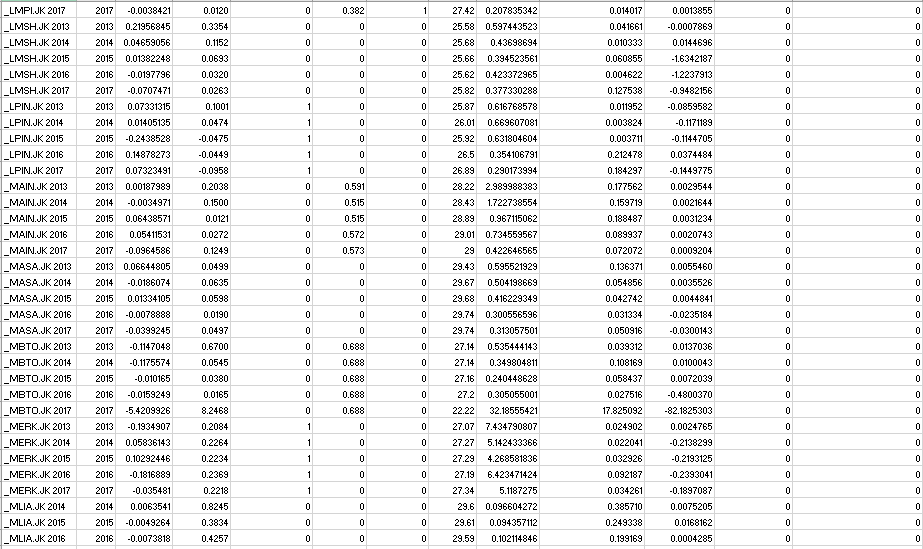 _LMPI.JK 2017 2017 -0.0038421 0.0120 0 0.382 1 27.42 0.207835342 0.014017 0.0013855 0 0
_LMSH.JK 2013 2013 0.21956845 0.3354 0 0 0 25.58 0.597443523 0.041661 -0.0007869 0 0
_LMSH.JK 2014 2014 0.04659056 0.1152 0 0 0 25.68 0.43698694 0.010333 0.0144696 0 0
_LMSH.JK 2015 2015 0.01382248 0.0693 0 0 0 25.66 0.394523561 0.060855 -1.6342187 0 0
_LMSH.JK 2016 2016 -0.0197796 0.0320 0 0 0 25.62 0.423372965 0.004622 -1.2237913 0 0
_LMSH.JK 2017 2017 -0.0707471 0.0263 0 0 0 25.82 0.377330288 0.127538 -0.9482156 0 0
_LPIN.JK 2013 2013 0.07331315 0.1001 1 0 0 25.87 0.616768578 0.011952 -0.0859582 0 0
_LPIN.JK 2014 2014 0.01405135 0.0474 1 0 0 26.01 0.669607081 0.003824 -0.1171189 0 0
_LPIN.JK 2015 2015 -0.2438528 -0.0475 1 0 0 25.92 0.631804604 0.003711 -0.1144705 0 0
_LPIN.JK 2016 2016 0.14878273 -0.0449 1 0 0 26.5 0.354106791 0.212478 0.0374484 0 0
_LPIN.JK 2017 2017 0.07323491 -0.0958 1 0 0 26.89 0.290173994 0.184297 -0.1449775 0 0
_MAIN.JK 2013 2013 0.00187989 0.2038 0 0.591 0 28.22 2.989988383 0.177562 0.0029544 0 0
_MAIN.JK 2014 2014 -0.0034971 0.1500 0 0.515 0 28.43 1.722738554 0.159719 0.0021644 0 0
_MAIN.JK 2015 2015 0.06438571 0.0121 0 0.515 0 28.89 0.967115062 0.188487 0.0031234 0 0
_MAIN.JK 2016 2016 0.05411531 0.0272 0 0.572 0 29.01 0.734559567 0.089937 0.0020743 0 0
_MAIN.JK 2017 2017 -0.0964586 0.1249 0 0.573 0 29 0.422646565 0.072072 0.0009204 0 0
_MASA.JK 2013 2013 0.06644805 0.0499 0 0 0 29.43 0.595521929 0.136371 0.0055460 0 0
_MASA.JK 2014 2014 -0.0186074 0.0635 0 0 0 29.67 0.504198669 0.054856 0.0035526 0 0
_MASA.JK 2015 2015 0.01334105 0.0598 0 0 0 29.68 0.416229349 0.042742 0.0044841 0 0
_MASA.JK 2016 2016 -0.0078888 0.0190 0 0 0 29.74 0.300556596 0.031334 -0.0235184 0 0
_MASA.JK 2017 2017 -0.0399245 0.0497 0 0 0 29.74 0.313057501 0.050916 -0.0300143 0 0
_MBTO.JK 2013 2013 -0.1147048 0.6700 0 0.688 0 27.14 0.535444143 0.039312 0.0137036 0 0
_MBTO.JK 2014 2014 -0.1175574 0.0545 0 0.688 0 27.14 0.349804811 0.108169 0.0100043 0 0
_MBTO.JK 2015 2015 -0.010165 0.0380 0 0.688 0 27.16 0.240448628 0.058437 0.0072039 0 0
_MBTO.JK 2016 2016 -0.0159249 0.0165 0 0.688 0 27.2 0.305055001 0.027516 -0.4800370 0 0
_MBTO.JK 2017 2017 -5.4209926 8.2468 0 0.688 0 22.22 32.18555421 17.825092 -82.1825303 0 0
_MERK.JK 2013 2013 -0.1934907 0.2084 1 0 0 27.07 7.434790807 0.024902 0.0024765 0 0
_MERK.JK 2014 2014 0.05836143 0.2264 1 0 0 27.27 5.142433366 0.022041 -0.2138299 0 0
_MERK.JK 2015 2015 0.10292446 0.2234 1 0 0 27.29 4.268581836 0.032926 -0.2193125 0 0
_MERK.JK 2016 2016 -0.1816889 0.2369 1 0 0 27.19 6.423471424 0.092187 -0.2393041 0 0
_MERK.JK 2017 2017 -0.035481 0.2218 1 0 0 27.34 5.1187275 0.034261 -0.1897087 0 0
_MLIA.JK 2014 2014 0.0063541 0.8245 0 0 0 29.6 0.096604272 0.385710 0.0075205 0 0
_MLIA.JK 2015 2015 -0.0049264 0.3834 0 0 0 29.61 0.094357112 0.249338 0.0168162 0 0
_MLIA.JK 2016 2016 -0.0073818 0.4257 0 0 0 29.59 0.102114846 0.199169 0.0004285 0 0